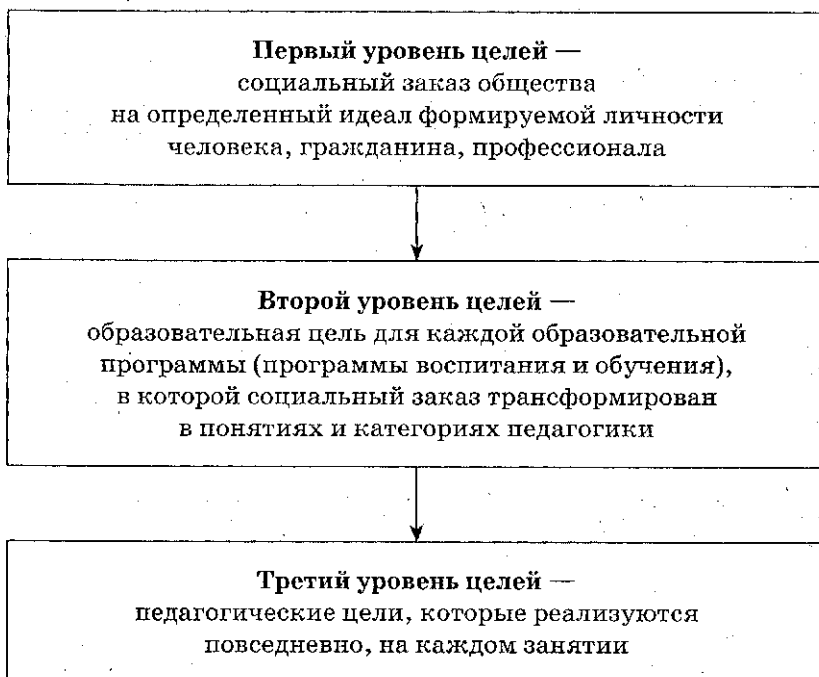 Первый уровень целей —
социальный заказ общества
на определенный идеал формируемой личности
человека, гражданина, профессионала
Второй уровень целей —
образовательная цель для каждой образовательной
программы (программы воспитания и обучения),
в которой социальный заказ трансформирован
в понятиях и категориях педагогики
Третий уровень целей —
педагогические цели, которые реализуются
повседневно, на каждом занятии